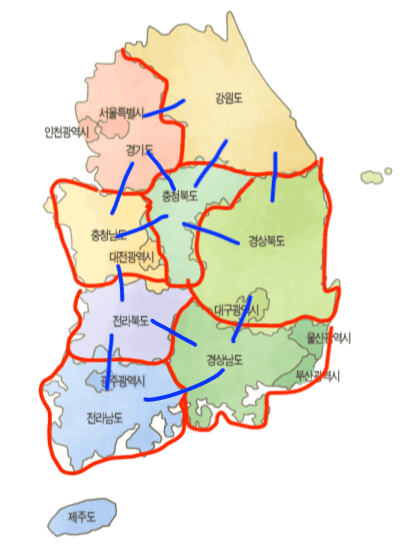 강원도
서울특별시
인천광역시
경기도
충청북도
충청남도
경상북도
대전광역시
대구광역시
전라북도
울산광역시
경상남도
부산광역시
광주광역시
전라남도
제주도